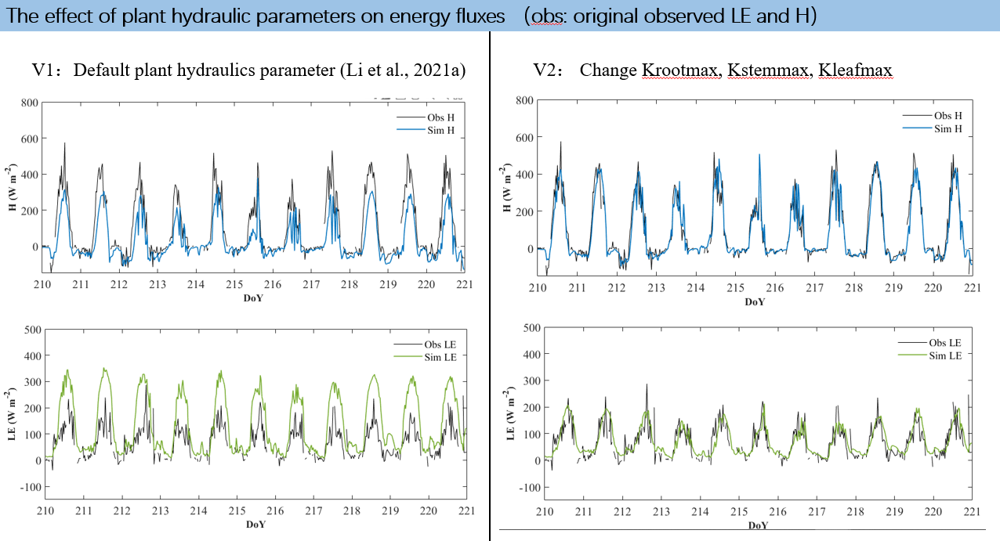 The effect of plant hydraulic parameters on energy fluxes （obs: original observed LE and H）
V1： Default plant hydraulics parameter (Li et al., 2021a)
800
600
400
200
0
H (W m-2)
Obs H
Sim H
210 211 212 213 214 215 216 217 218 219 220 221
DoY
500
400
300
200
100
0
-100
LE (W m-2)
Obs LE
Sim LE
210 211 212 213 214 215 216 217 218 219 220 221
DoY
V2： Change Krootmax, Kstemmax, Kleafmax
800
600
400
200
0
H (W m-2)
Obs H
Sim H
210 211 212 213 214 215 216 217 218 219 220 221
DoY
500
400
300
200
100
0
-100
LE (W m-2)
Obs LE
Sim LE
210 211 212 213 214 215 216 217 218 219 220 221
DoY